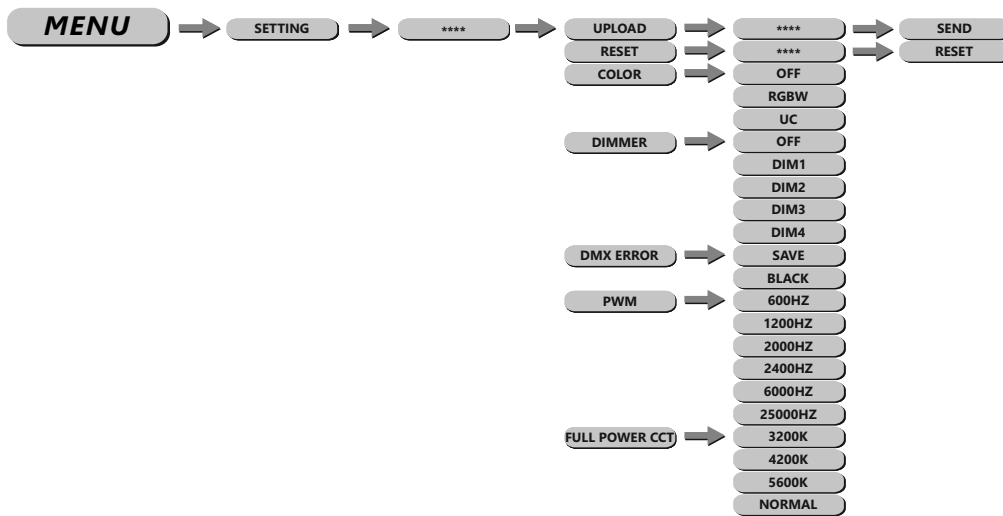 MENU SETTING **** UPLOAD **** SEND
RESET **** RESET
COLOR OFF
RGBW
UC
DIMMER OFF
DIM1
DIM2
DIM3
DIM4
DMX ERROR SAVE
BLACK
PWM 600HZ
1200HZ
2000HZ
2400HZ
6000HZ
25000HZ
FULL POWER CCT 3200K
4200K
5600K
NORMAL